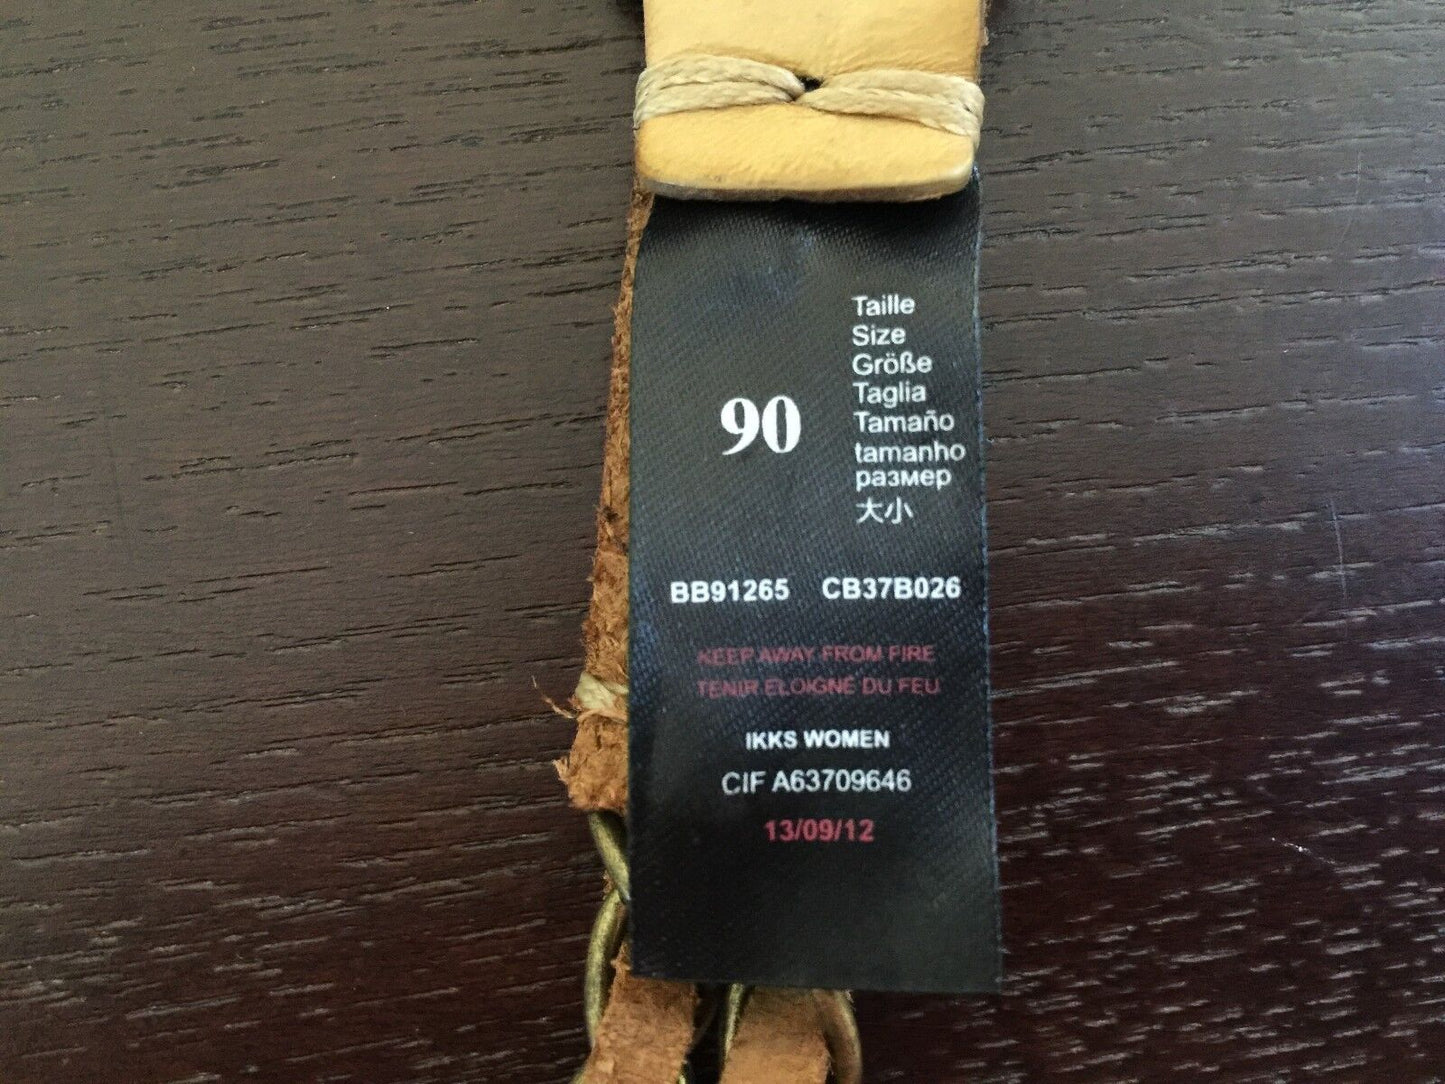 Taille
Size
Größe
Taglia
90
Tamaño
tamanho
размер
大小
BB91265 CB37B026
KEEP AWAY FROM FIRE
TENIR ELOIGNE DU FEU
IKKS WOMEN
CIF A63709646
13/09/12